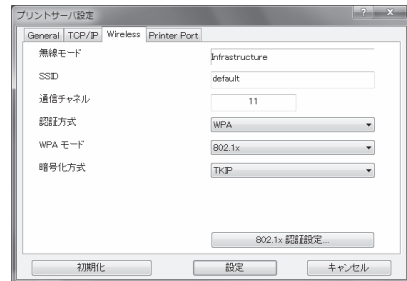 プリントサーバ設定
General TCP/IP Wireless Printer Port
無線モード Infrastructure
SSID default
通信チャネル 11
認証方式 WPA
WPA モード 802.1x
暗号化方式 TKIP
802.1x 認証設定...
初期化 設定 キャンセル